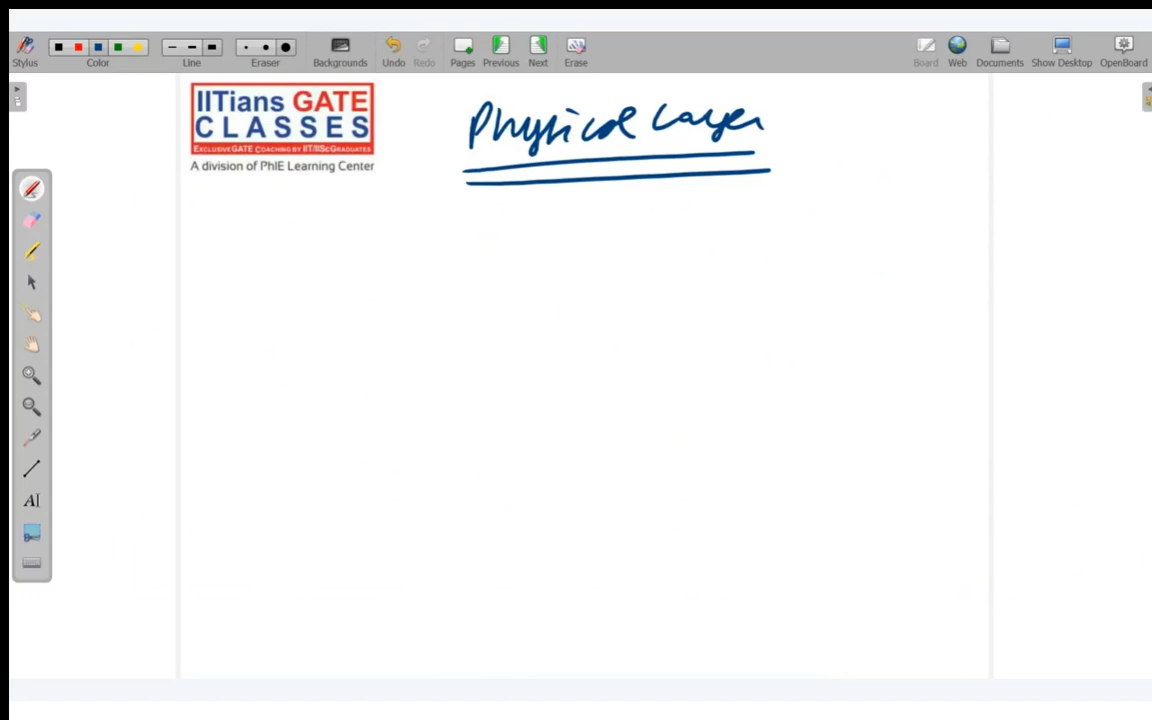 Stylus Color Line Eraser Backgrounds Undo Redo Pages Previous Next Erase Board Web Documents Show Desktop OpenBoard
IITians GATE
CLASSES
EXCLUSIVE GATE COACHING BY IIT/IISc GRADUATES
A division of PhIE Learning Center
Physical Layer
AI